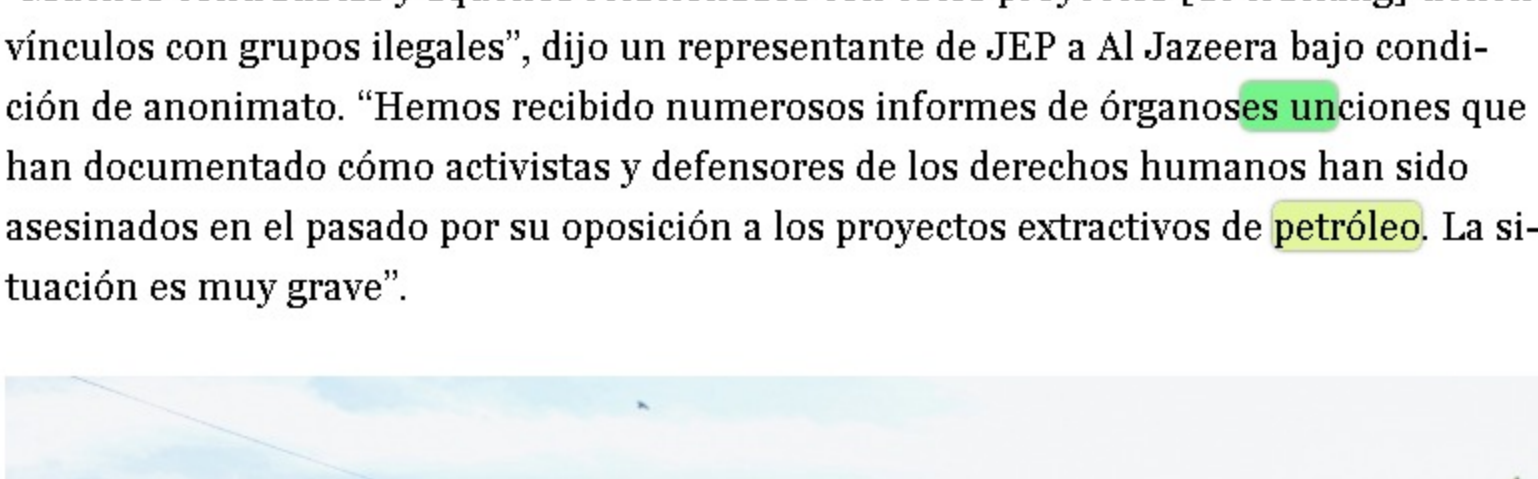 vínculos con grupos ilegales”, dijo un representante de JEP a Al Jazeera bajo condi-
ción de anonimato. “Hemos recibido numerosos informes de órganoses unciones que
han documentado cómo activistas y defensores de los derechos humanos han sido
asesinados en el pasado por su oposición a los proyectos extractivos de petróleo. La si-
tuación es muy grave”.